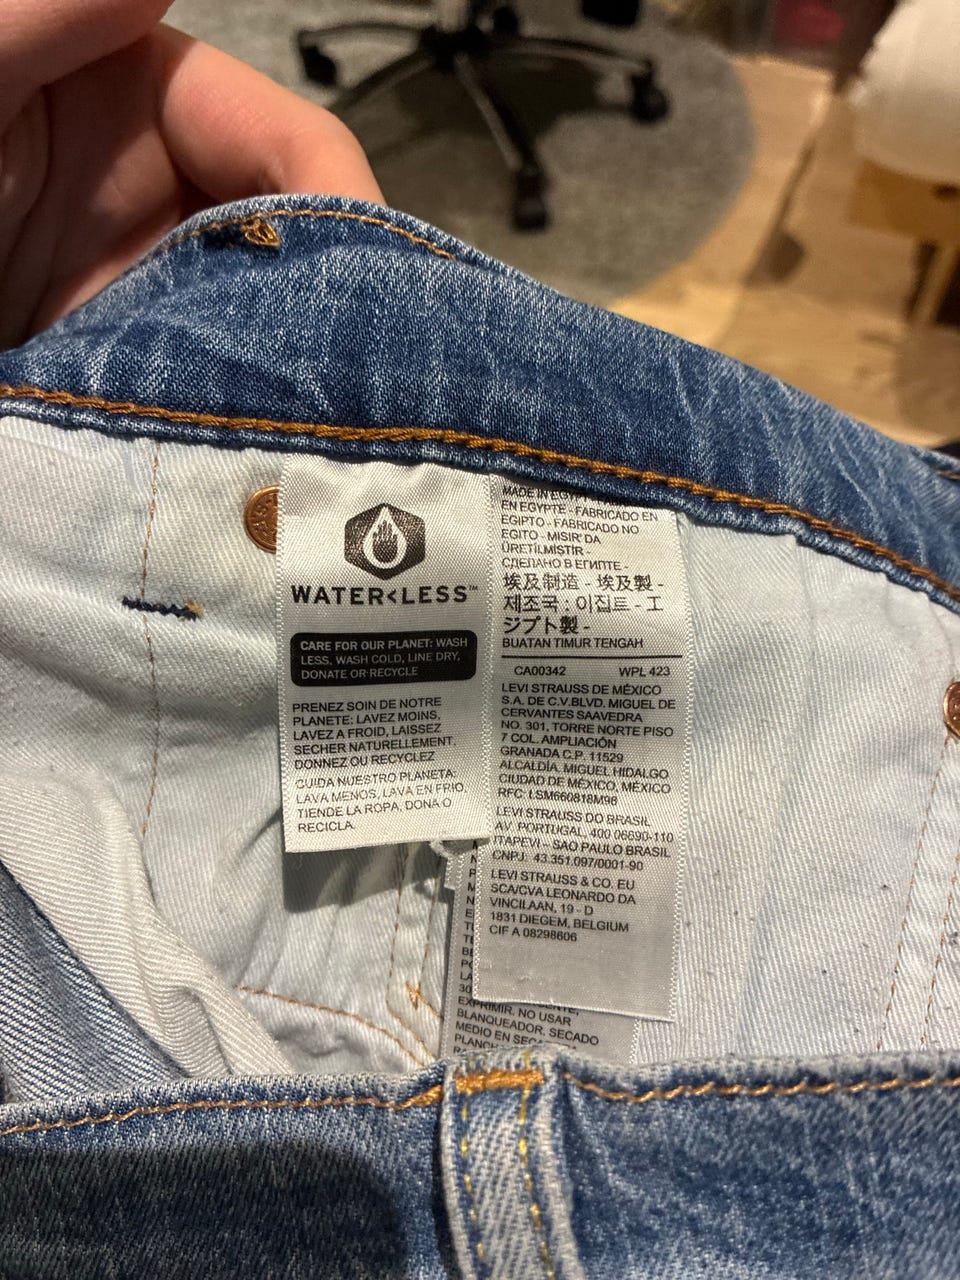 WATER<LESS™
CARE FOR OUR PLANET: WASH
LESS, WASH COLD, LINE DRY,
DONATE OR RECYCLE
PRENEZ SOIN DE NOTRE
PLANETE: LAVEZ MOINS,
LAVEZ A FROID, LAISSEZ
SECHER NATURELLEMENT.
DONNEZ OU RECYCLEZ
CUIDA NUESTRO PLANETA:
LAVA MENOS, LAVA EN FRIO,
TIENDE LA ROPA, DONA O
RECICLA.
MADE IN EGYPT
EN EGYPTE - FABRICADO EN
EGIPTO - FABRICADO NO
EGITO - MISIR' DA
ÜRETİLMİSTİR -
СДЕЛАНО В ЕГИПТЕ -
埃及制造 - 埃及製 -
제조국 : 이집트 - エ
ジプト製 -
BUATAN TIMUR TENGAH
CA00342 WPL 423
LEVI STRAUSS DE MÉXICO
S.A. DE C.V.BLVD. MIGUEL DE
CERVANTES SAAVEDRA
NO. 301, TORRE NORTE PISO
7 COL. AMPLIACIÓN
GRANADA C.P. 11529
ALCALDÍA. MIGUEL HIDALGO
CIUDAD DE MÉXICO, MÉXICO
RFC: LSM660818M98
LEVI STRAUSS DO BRASIL
AV. PORTUGAL, 400 06690-110
ITAPEVI - SAO PAULO BRASIL
CNPJ: 43.351.097/0001-90
LEVI STRAUSS & CO. EU
SCA/CVA LEONARDO DA
VINCILAAN, 19 - D
1831 DIEGEM, BELGIUM
CIF A 08298606
EXPRIMIR. NO USAR
BLANQUEADOR. SECADO
MEDIO EN